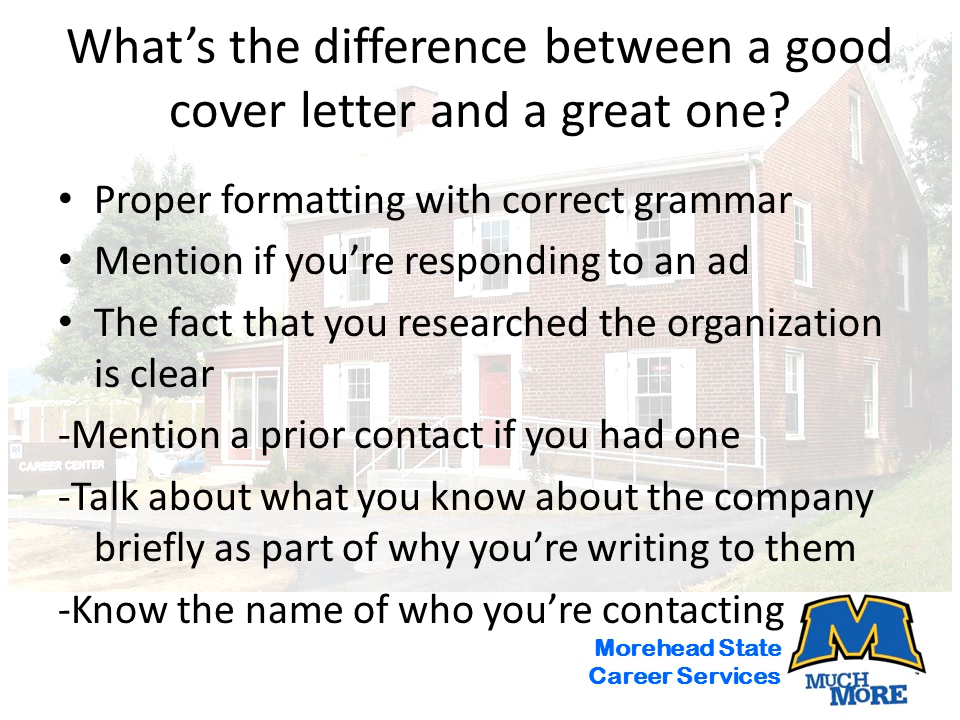 What’s the difference between a good
cover letter and a great one?
• Proper formatting with correct grammar
• Mention if you’re responding to an ad
• The fact that you researched the organization
is clear
-Mention a prior contact if you had one
-Talk about what you know about the company
briefly as part of why you’re writing to them
CAREER CENTER
-Know the name of who you’re contacting
Morehead State
Career Services
M
MUCH
MORE